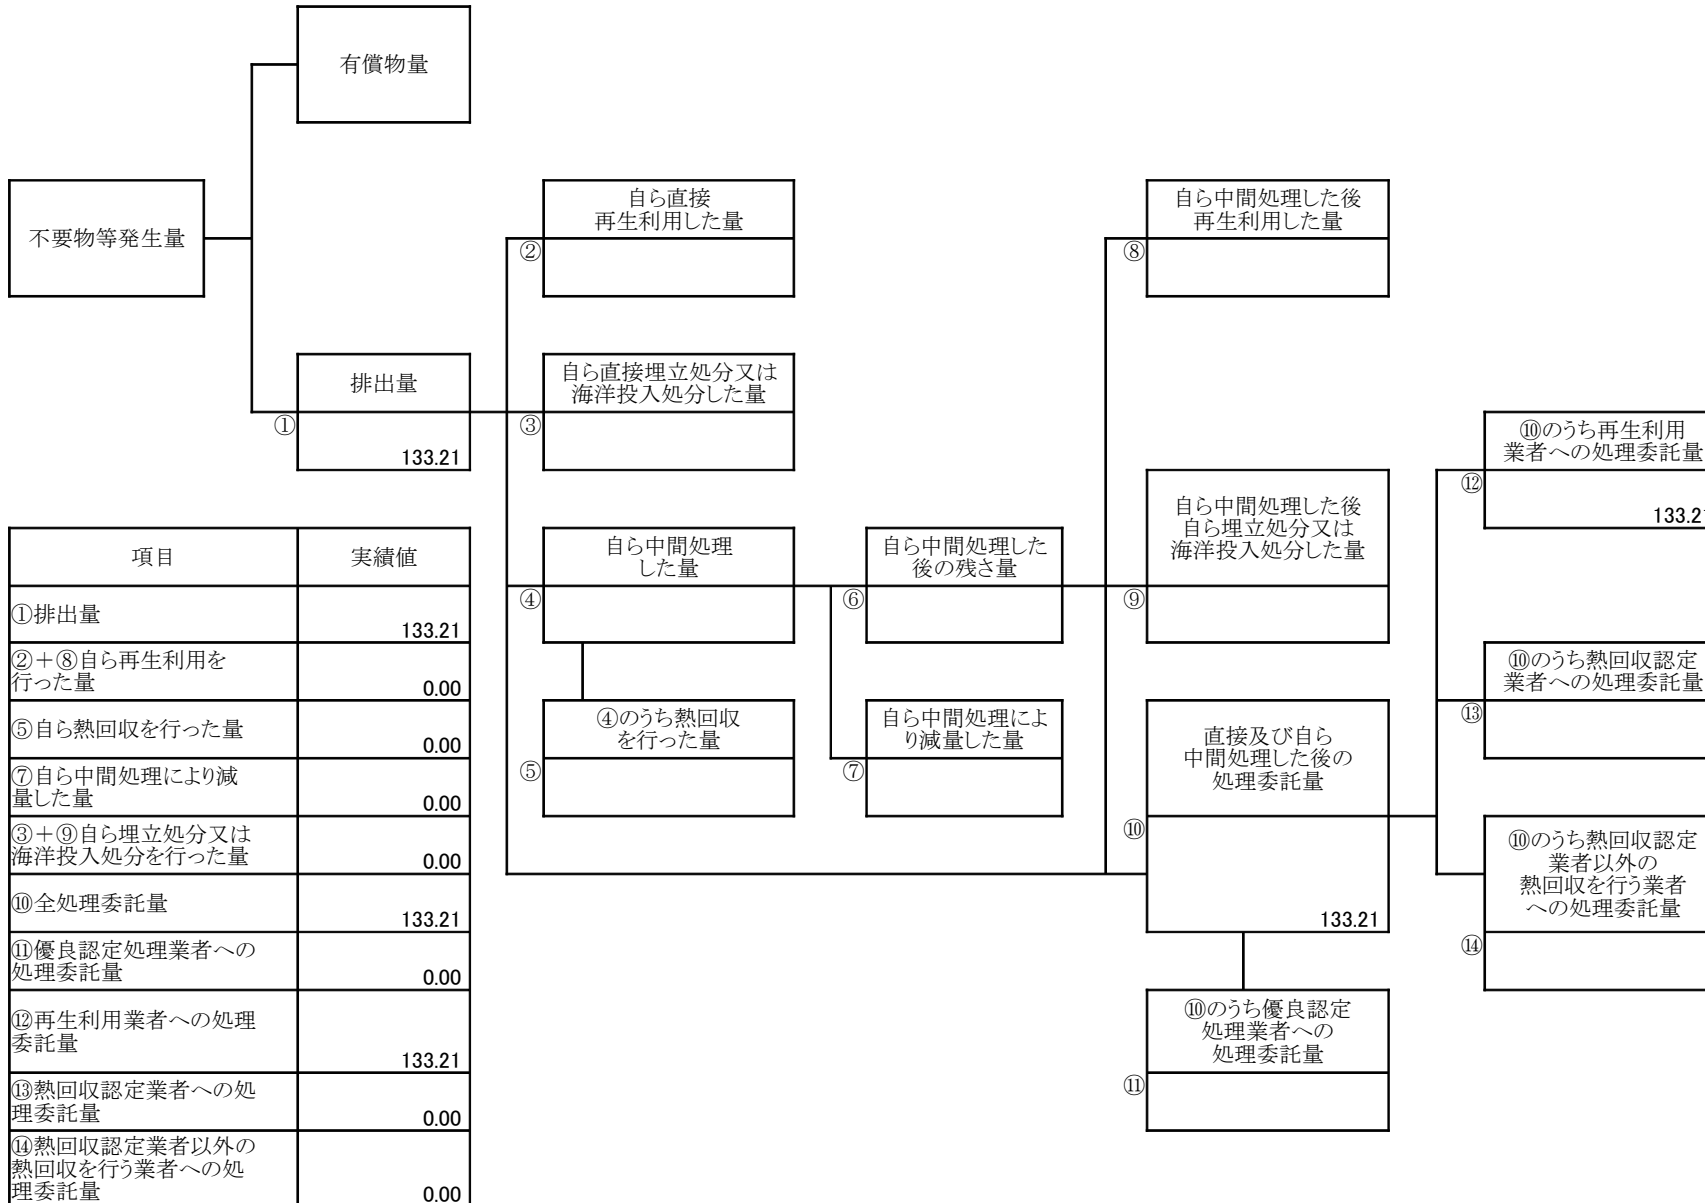 有償物量
不要物等発生量
自ら直接
再生利用した量
②
自ら中間処理した後
再生利用した量
⑧
排出量
①
133.21
自ら直接埋立処分又は
海洋投入処分した量
③
⑩のうち再生利用
業者への処理委託量
⑫
133.21
自ら中間処理した後
自ら埋立処分又は
海洋投入処分した量
⑨
自ら中間処理
した量
④
自ら中間処理した
後の残さ量
⑥
④のうち熱回収
を行った量
⑤
自ら中間処理によ
り減量した量
⑦
直接及び自ら
中間処理した後の
処理委託量
⑩
133.21
⑩のうち熱回収認定
業者への処理委託量
⑬
⑩のうち熱回収認定
業者以外の
熱回収を行う業者
への処理委託量
⑭
⑩のうち優良認定
処理業者への
処理委託量
⑪
項目 実績値
①排出量 133.21
②＋⑧自ら再生利用を
行った量 0.00
⑤自ら熱回収を行った量 0.00
⑦自ら中間処理により減
量した量 0.00
③＋⑨自ら埋立処分又は
海洋投入処分を行った量 0.00
⑩全処理委託量 133.21
⑪優良認定処理業者への
処理委託量 0.00
⑫再生利用業者への処理
委託量 133.21
⑬熱回収認定業者への処
理委託量 0.00
⑭熱回収認定業者以外の
熱回収を行う業者への処
理委託量 0.00